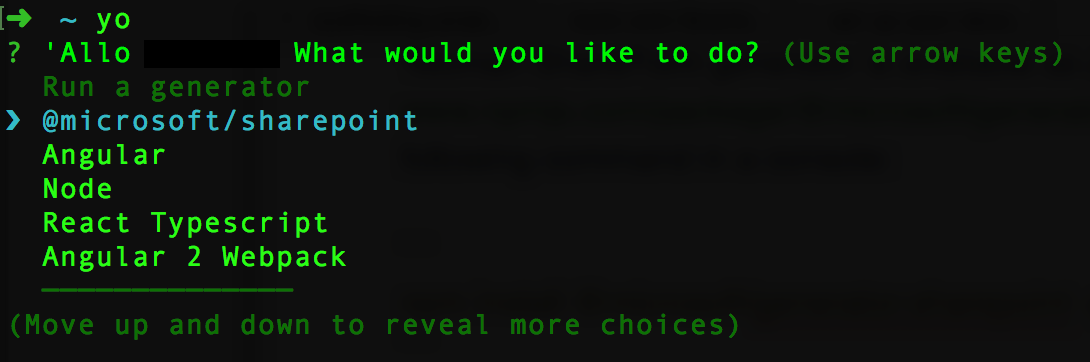 ➜ ~ yo
? 'Allo What would you like to do? (Use arrow keys)
Run a generator
❯ @microsoft/sharepoint
Angular
Node
React Typescript
Angular 2 Webpack
──────────────
(Move up and down to reveal more choices)